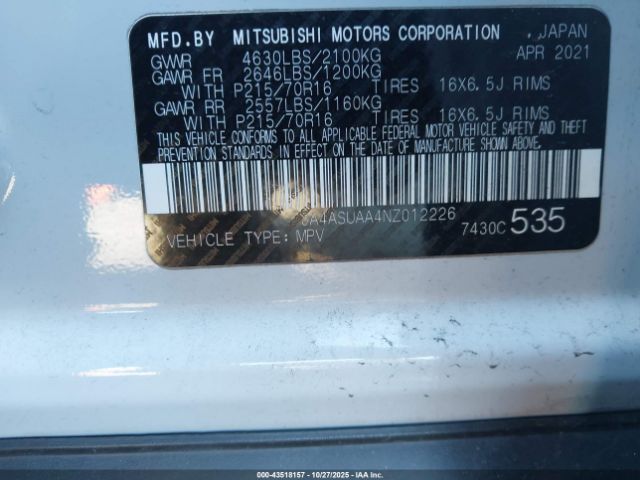 MFD.BY MITSUBISHI MOTORS CORPORATION , JAPAN
GVWR 4630LBS/2100KG APR 2021
GAWR FR 2646LBS/1200KG
WITH P215/70R16 TIRES 16X6.5J RIMS
GAWR RR 2557LBS/1160KG
WITH P215/70R16 TIRES 16X6.5J RIMS
THIS VEHICLE CONFORMS TO ALL APPLICABLE FEDERAL MOTOR VEHICLE SAFETY AND THEFT
PREVENTION STANDARDS IN EFFECT ON THE DATE OF MANUFACTURE SHOWN ABOVE.
JA4ASUAA4NZ012226
VEHICLE TYPE: MPV 7430C 535
000-43518157 - 10/27/2025 - IAA Inc.